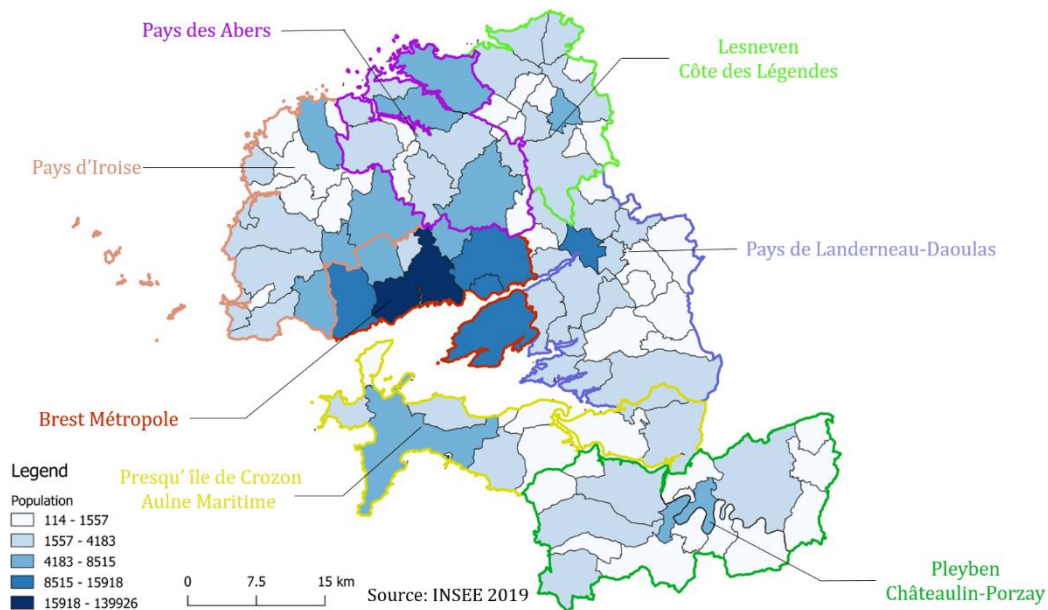 Pays des Abers
Lesneven
Côte des Légendes
Pays d'Iroise
Pays de Landerneau-Daoulas
Brest Métropole
Presqu' île de Crozon
Aulne Maritime
Pleyben
Châteaulin-Porzay
Legend
Population
114 - 1557
1557 - 4183
4183 - 8515
8515 - 15918
15918 - 139926
0 7.5 15 km
Source: INSEE 2019